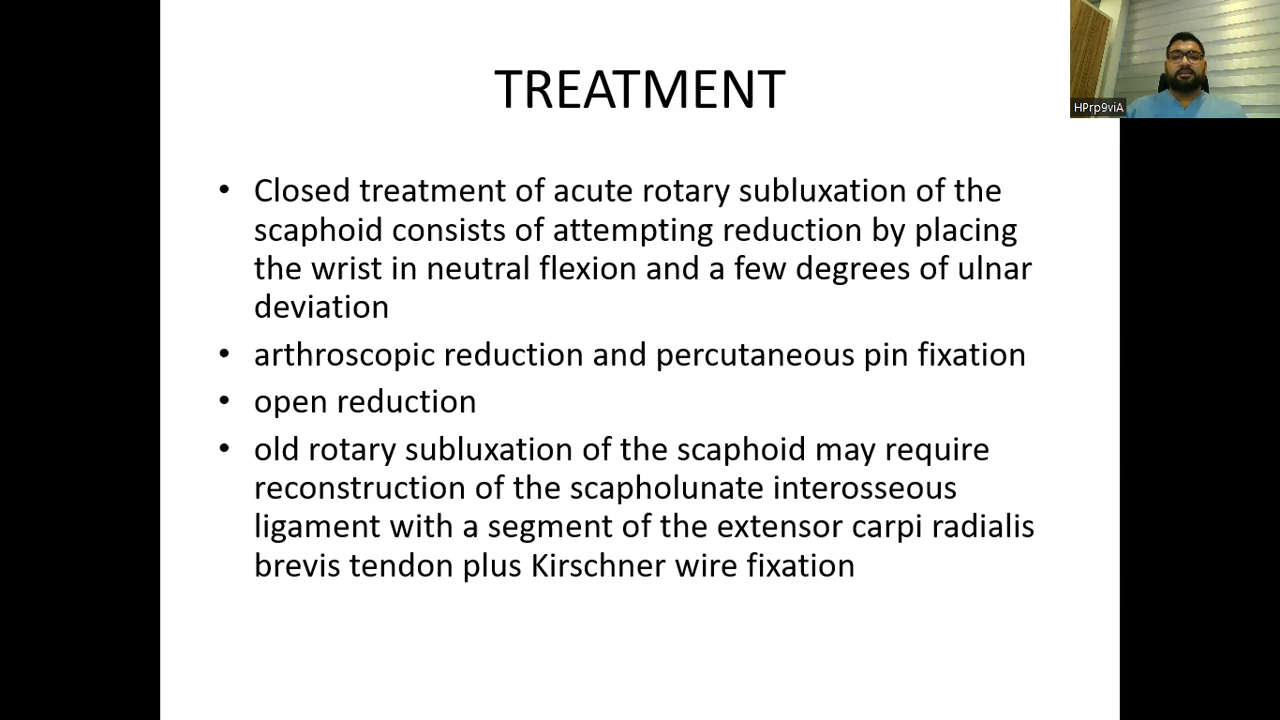 TREATMENT
HPrp9viA
• Closed treatment of acute rotary subluxation of the
scaphoid consists of attempting reduction by placing
the wrist in neutral flexion and a few degrees of ulnar
deviation
• arthroscopic reduction and percutaneous pin fixation
• open reduction
• old rotary subluxation of the scaphoid may require
reconstruction of the scapholunate interosseous
ligament with a segment of the extensor carpi radialis
brevis tendon plus Kirschner wire fixation